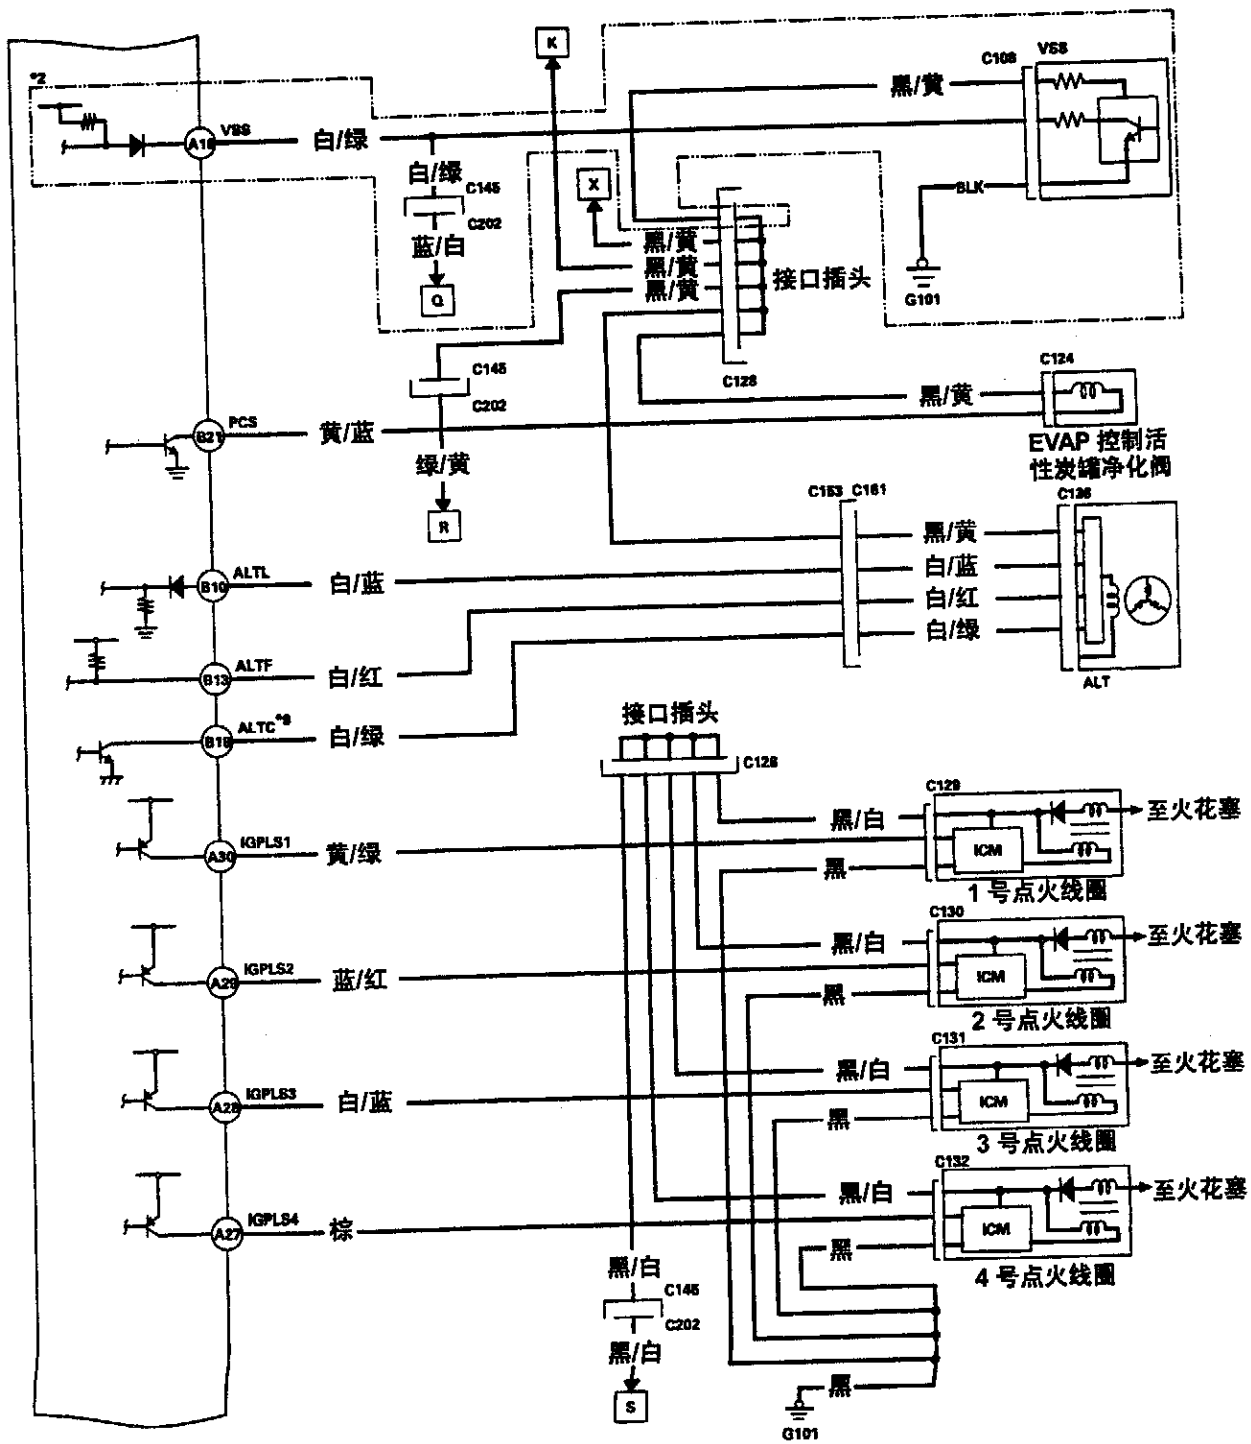 K
C108
VSS
*2
黑/黄
A18
VSS
白/绿
白/绿
C145
X
BLK
C202
蓝/白
黑/黄
黑/黄
黑/黄
接口插头
Q
G101
C145
C128
C124
C202
黑/黄
PCS
B21
黄/蓝
EVAP 控制活
性炭罐净化阀
绿/黄
C153 C161
C136
R
黑/黄
ALTL
B10
白/蓝
白/蓝
白/红
白/绿
ALTF
B13
白/红
ALT
接口插头
ALTC*9
白/绿
C126
C129
至火花塞
黑/白
IGPLS1
A30
黄/绿
ICM
黑
1 号点火线圈
C130
至火花塞
黑/白
IGPLS2
A29
蓝/红
ICM
黑
2 号点火线圈
C131
至火花塞
黑/白
IGPLS3
A28
白/蓝
ICM
黑
3 号点火线圈
C132
至火花塞
黑/白
IGPLS4
A27
棕
ICM
黑
4 号点火线圈
黑/白
C145
C202
黑/白
黑
S
G101